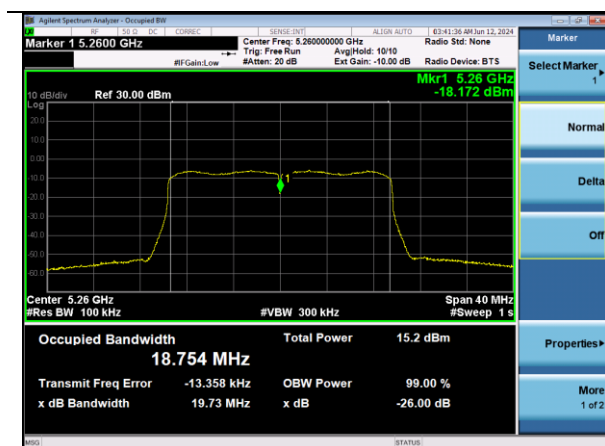 Agilent Spectrum Analyzer - Occupied BW
RF 50 Ω DC CORREC SENSE:INT ALIGN AUTO 03:41:36 AM Jun 12, 2024
Marker 1 5.2600 GHz
Center Freq: 5.260000000 GHz
Radio Std: None
Trig: Free Run Avg|Hold: 10/10
#IFGain:Low #Atten: 20 dB Ext Gain: -10.00 dB Radio Device: BTS
Mkr1 5.26 GHz
-18.172 dBm
10 dB/div Ref 30.00 dBm
Log
20.0
10.0
0.00
-10.0
-20.0
-30.0
-40.0
-50.0
-60.0
1
Center 5.26 GHz Span 40 MHz
#Res BW 100 kHz #VBW 300 kHz #Sweep 1 s
Occupied Bandwidth Total Power 15.2 dBm
18.754 MHz
Transmit Freq Error -13.358 kHz OBW Power 99.00 %
x dB Bandwidth 19.73 MHz x dB -26.00 dB
MSG STATUS
Marker
Select Marker
1
Normal
Delta
Off
Properties
More
1 of 2